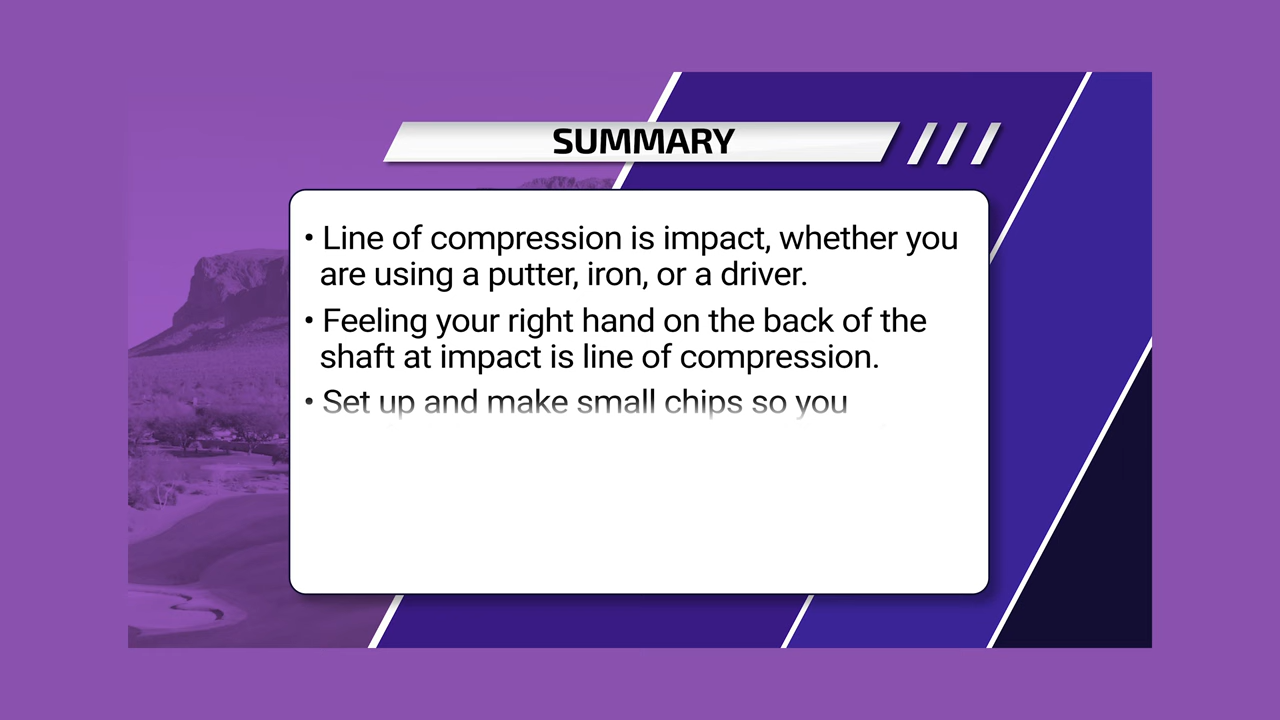 SUMMARY
• Line of compression is impact, whether you
are using a putter, iron, or a driver.
• Feeling your right hand on the back of the
shaft at impact is line of compression.
• Set up and make small chips so you